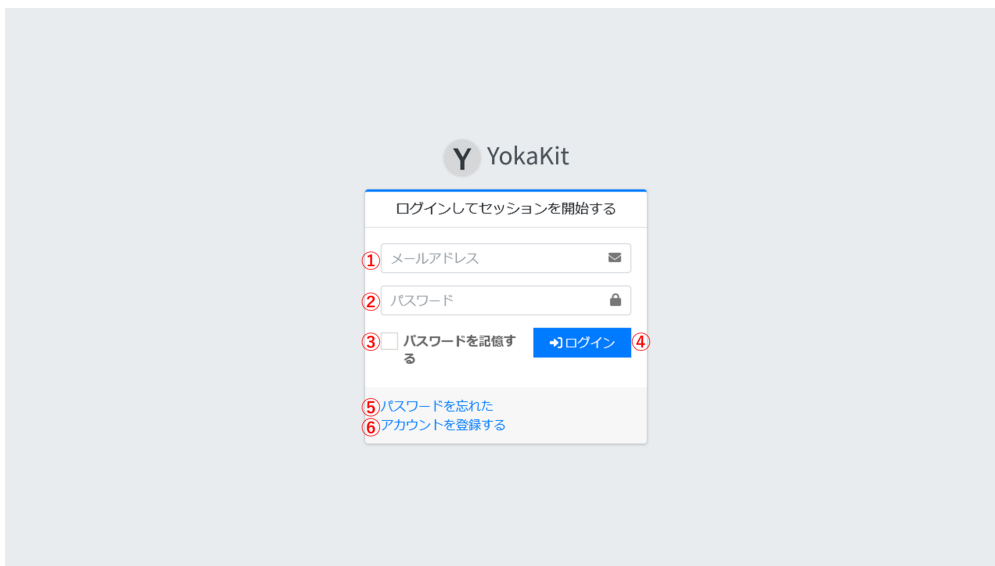 Y YokaKit
ログインしてセッションを開始する
① メールアドレス
② パスワード
③ パスワードを記憶す
る
ログイン ④
⑤ パスワードを忘れた
⑥ アカウントを登録する